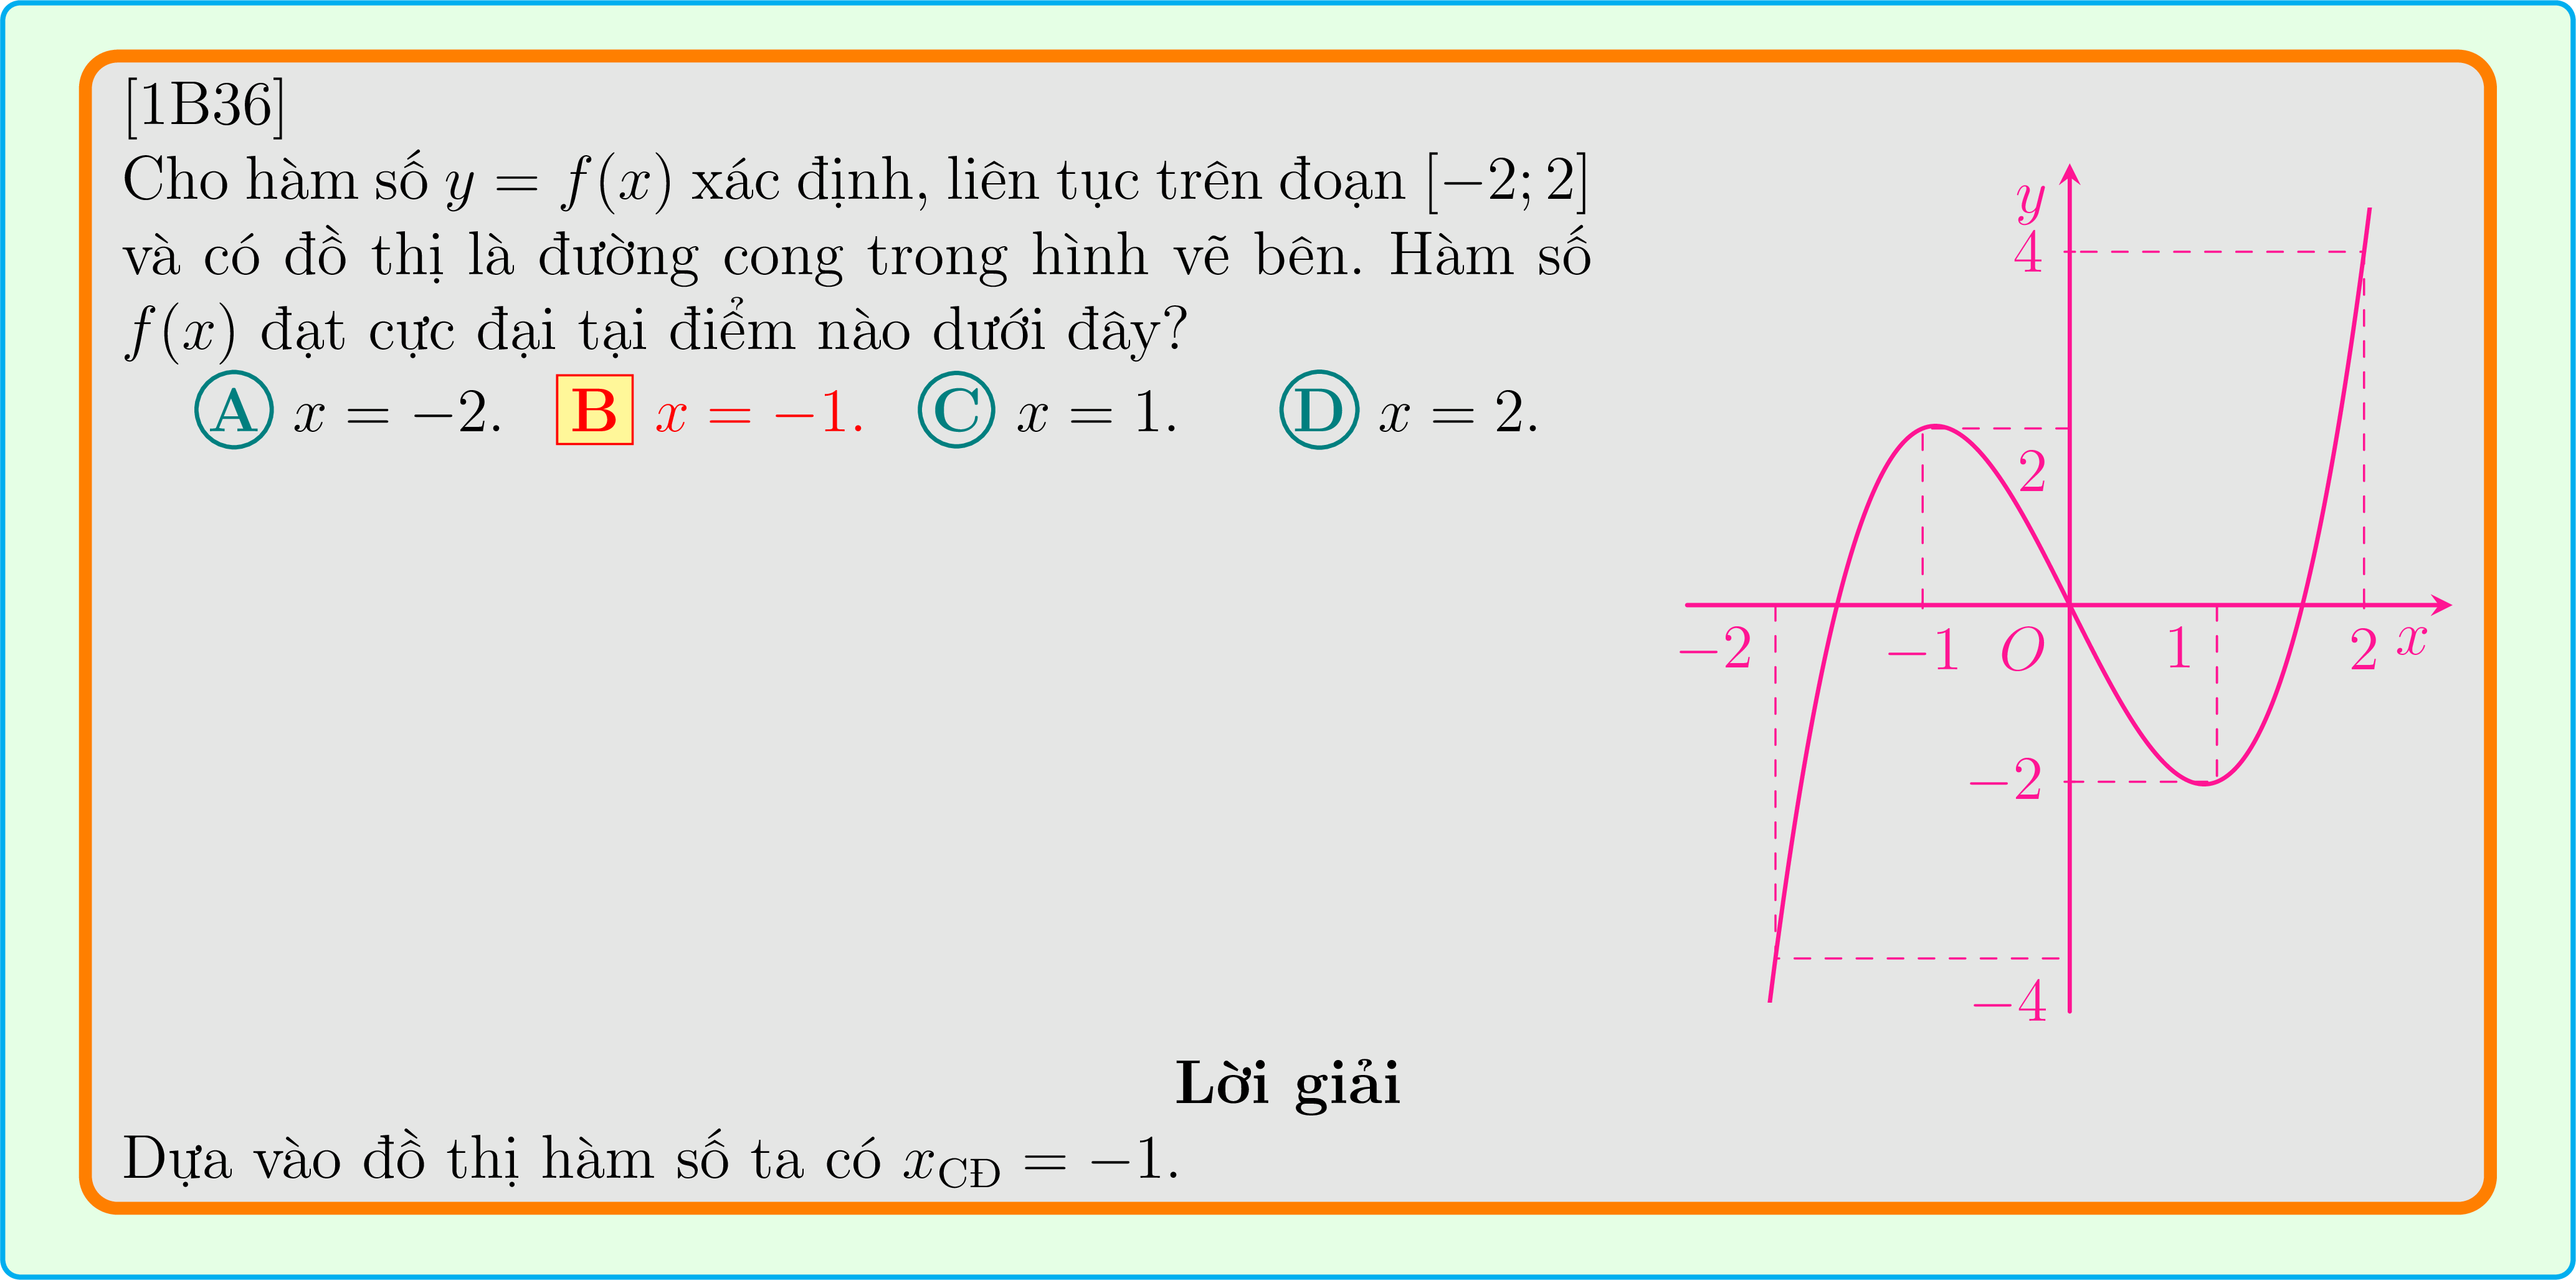 [1B36]
Cho hàm số y = f(x) xác định, liên tục trên đoạn [−2; 2]
và có đồ thị là đường cong trong hình vẽ bên. Hàm số
f(x) đạt cực đại tại điểm nào dưới đây?
A x = −2. B x = −1. C x = 1. D x = 2.
y
4
2
−2 −1 O 1 2 x
−2
−4
Lời giải
Dựa vào đồ thị hàm số ta có x_CĐ = −1.